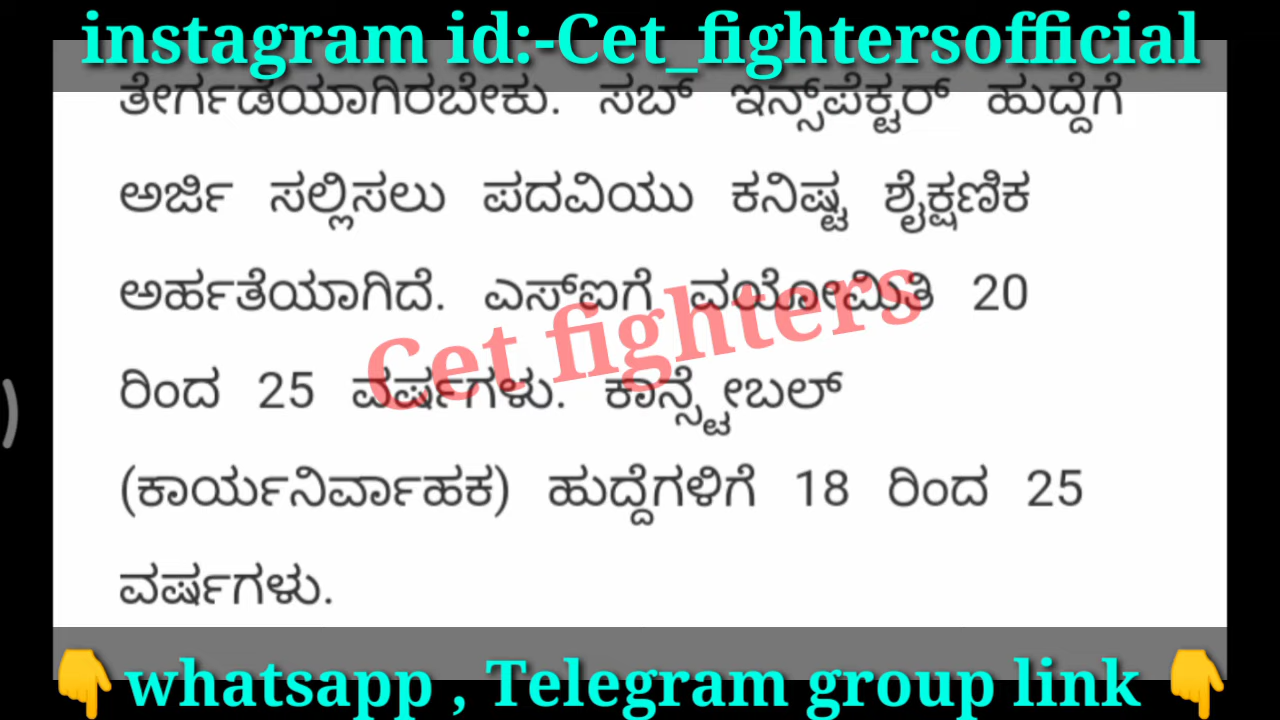 instagram id:-Cet_fightersofficial
ತೇರ್ಗಡೆಯಾಗಿರಬೇಕು. ಸಬ್ ಇನ್ಸ್‌ಪೆಕ್ಟರ್ ಹುದ್ದೆಗೆ
ಅರ್ಜಿ ಸಲ್ಲಿಸಲು ಪದವಿಯು ಕನಿಷ್ಟ ಶೈಕ್ಷಣಿಕ
ಅರ್ಹತೆಯಾಗಿದೆ. ಎಸ್‌ಐಗೆ ವಯೋಮಿತಿ 20
ರಿಂದ 25 ವರ್ಷಗಳು. ಕಾನ್ಸ್ಟೇಬಲ್
(ಕಾರ್ಯನಿರ್ವಾಹಕ) ಹುದ್ದೆಗಳಿಗೆ 18 ರಿಂದ 25
ವರ್ಷಗಳು.
Cet fighters
👇whatsapp , Telegram group link 👇